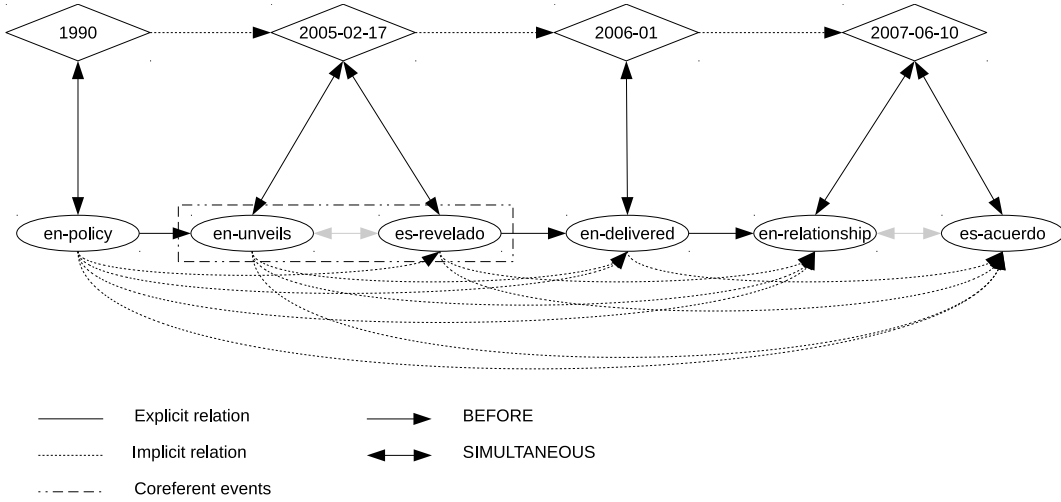 1990
2005-02-17
2006-01
2007-06-10
en-policy
en-unveils
es-revelado
en-delivered
en-relationship
es-acuerdo
Explicit relation
BEFORE
Implicit relation
SIMULTANEOUS
Coreferent events